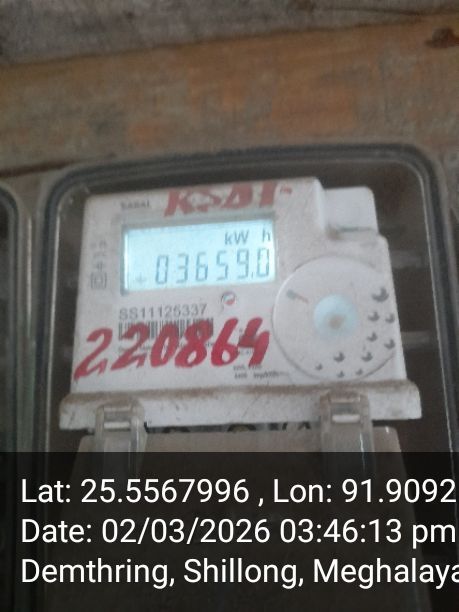 KSDT
kW h
03659.0
SS11125337
220864
Lat: 25.5567996 , Lon: 91.9092
Date: 02/03/2026 03:46:13 pm
Demthring, Shillong, Meghalaya